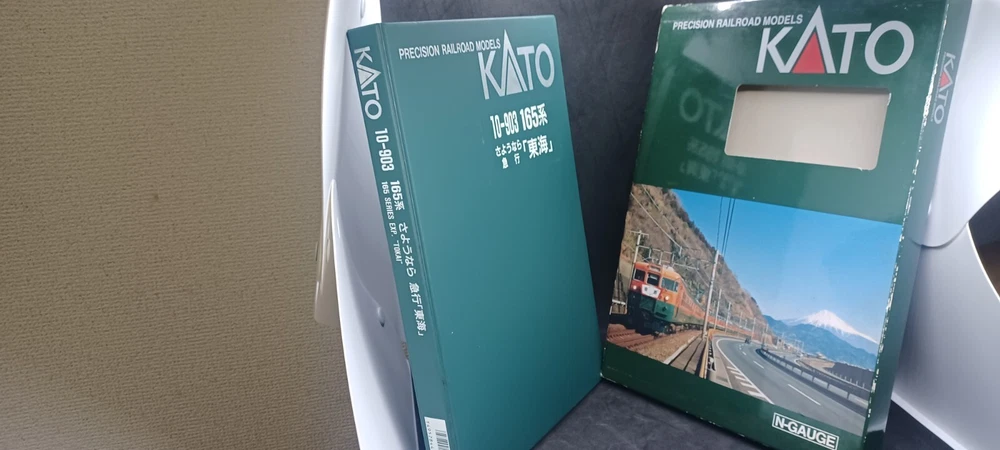 KATO
10-903 165系 さようなら 急行「東海」
165 SERIES EXP. "TOKAI"
PRECISION RAILROAD MODELS
KATO
10-903 165系
さようなら
急行「東海」
PRECISION RAILROAD MODELS
KATO
N-GAUGE
KATO